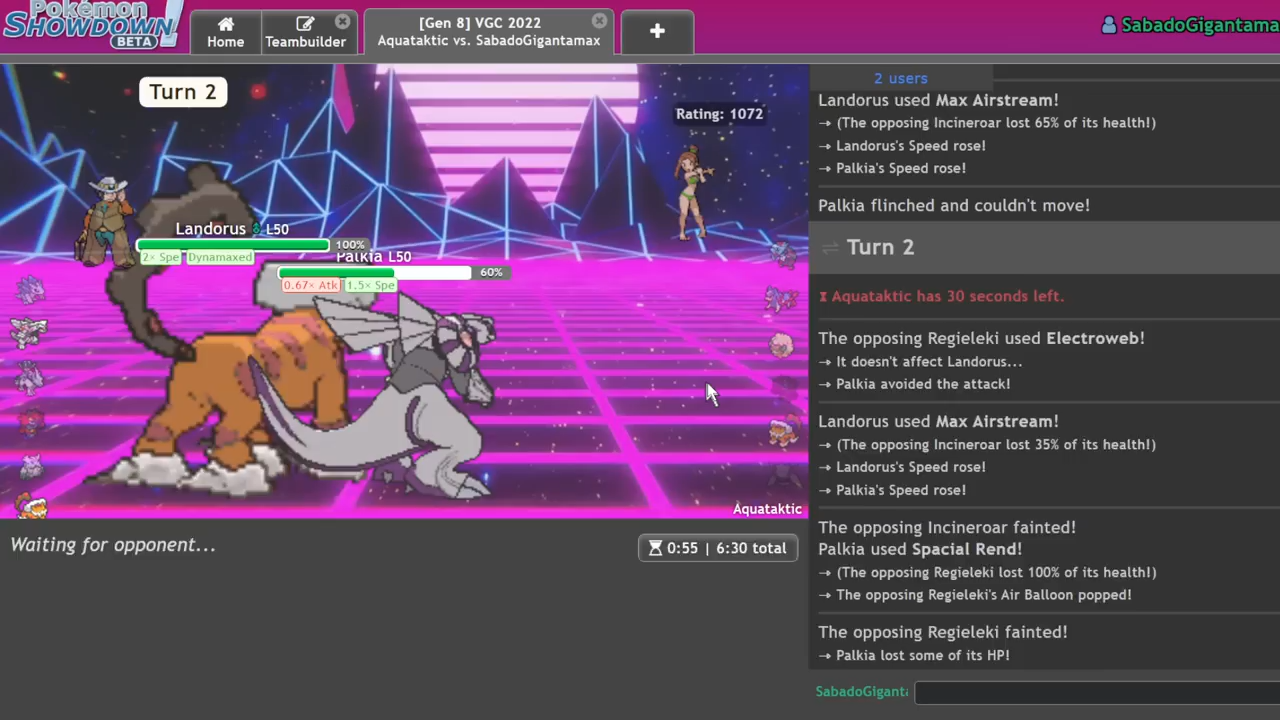 Pokémon
SHOWDOWN!
BETA
Home
Teambuilder
[Gen 8] VGC 2022
Aquataktic vs. SabadoGigantamax
+
SabadoGigantama
Turn 2
Rating: 1072
Landorus ♂ L50
100%
2× Spe Dynamaxed
Palkia L50
60%
0.67× Atk 1.5× Spe
Aquataktic
Waiting for opponent...
0:55 | 6:30 total
2 users
Landorus used Max Airstream!
→ (The opposing Incineroar lost 65% of its health!)
→ Landorus's Speed rose!
→ Palkia's Speed rose!
Palkia flinched and couldn't move!
Turn 2
Aquataktic has 30 seconds left.
The opposing Regieleki used Electroweb!
→ It doesn't affect Landorus...
→ Palkia avoided the attack!
Landorus used Max Airstream!
→ (The opposing Incineroar lost 35% of its health!)
→ Landorus's Speed rose!
→ Palkia's Speed rose!
The opposing Incineroar fainted!
Palkia used Spacial Rend!
→ (The opposing Regieleki lost 100% of its health!)
→ The opposing Regieleki's Air Balloon popped!
The opposing Regieleki fainted!
→ Palkia lost some of its HP!
SabadoGiganta